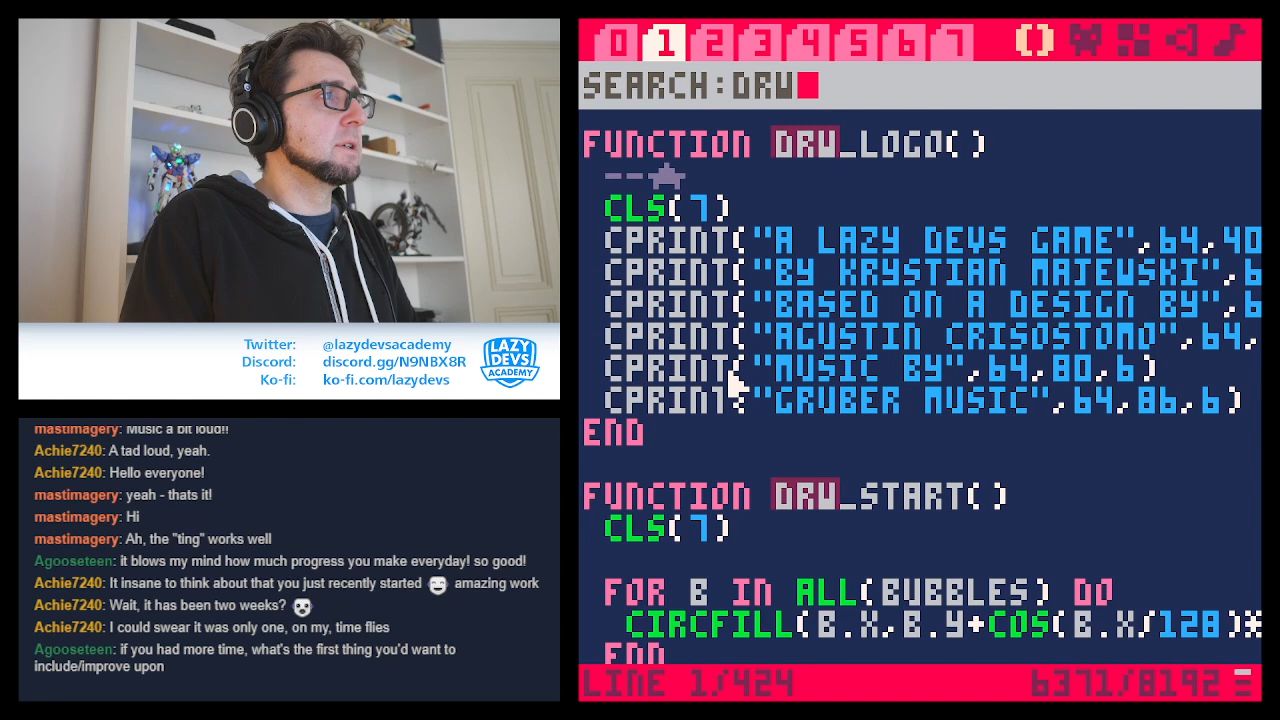 Twitter: @lazydevsacademy
Discord: discord.gg/N9NBX8R
Ko-fi: ko-fi.com/lazydevs
LAZY
DEVS
ACADEMY
mastimagery: Music a bit loud!!
Achie7240: A tad loud, yeah.
Achie7240: Hello everyone!
mastimagery: yeah - thats it!
mastimagery: Hi
mastimagery: Ah, the "ting" works well
Agooseteen: it blows my mind how much progress you make everyday! so good!
Achie7240: It insane to think about that you just recently started amazing work
Achie7240: Wait, it has been two weeks?
Achie7240: I could swear it was only one, on my, time flies
Agooseteen: if you had more time, what's the first thing you'd want to
include/improve upon
0 1 2 3 4 5 6 7 ()
SEARCH:DRW
FUNCTION DRW_LOGO()
--
CLS(7)
CPRINT("A LAZY DEVS GAME",64,40
CPRINT("BY KRYSTIAN MAJEWSKI",6
CPRINT("BASED ON A DESIGN BY",6
CPRINT("AGUSTIN CRISOSTOMO",64,
CPRINT("MUSIC BY",64,80,6)
CPRINT("GRUBER MUSIC",64,86,6)
END
FUNCTION DRW_START()
CLS(7)
FOR B IN ALL(BUBBLES) DO
CIRCFILL(B.X,B.Y+COS(B.X/128)*
END
LINE 1/424 6371/8192